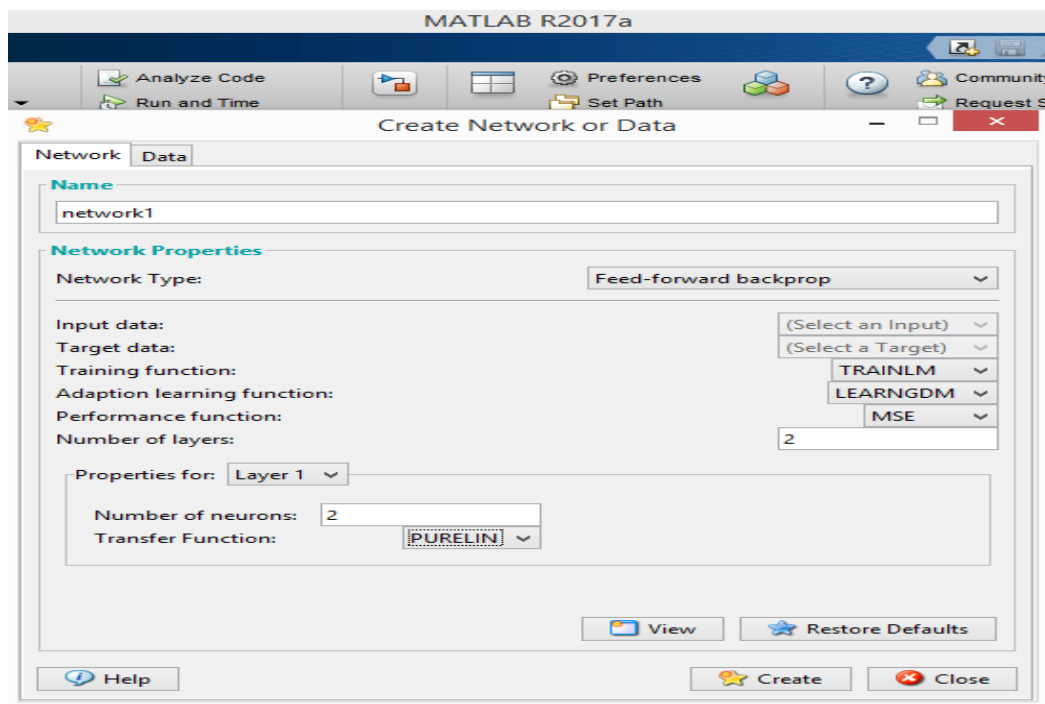 MATLAB R2017a
Analyze Code
Preferences
Communit
Run and Time
Set Path
Request S
Create Network or Data
Network
Data
Name
network1
Network Properties
Network Type:
Feed-forward backprop
Input data:
(Select an Input)
Target data:
(Select a Target)
Training function:
TRAINLM
Adaption learning function:
LEARNGDM
Performance function:
MSE
Number of layers:
2
Properties for:
Layer 1
Number of neurons:
2
Transfer Function:
PURELIN
View
Restore Defaults
Help
Create
Close